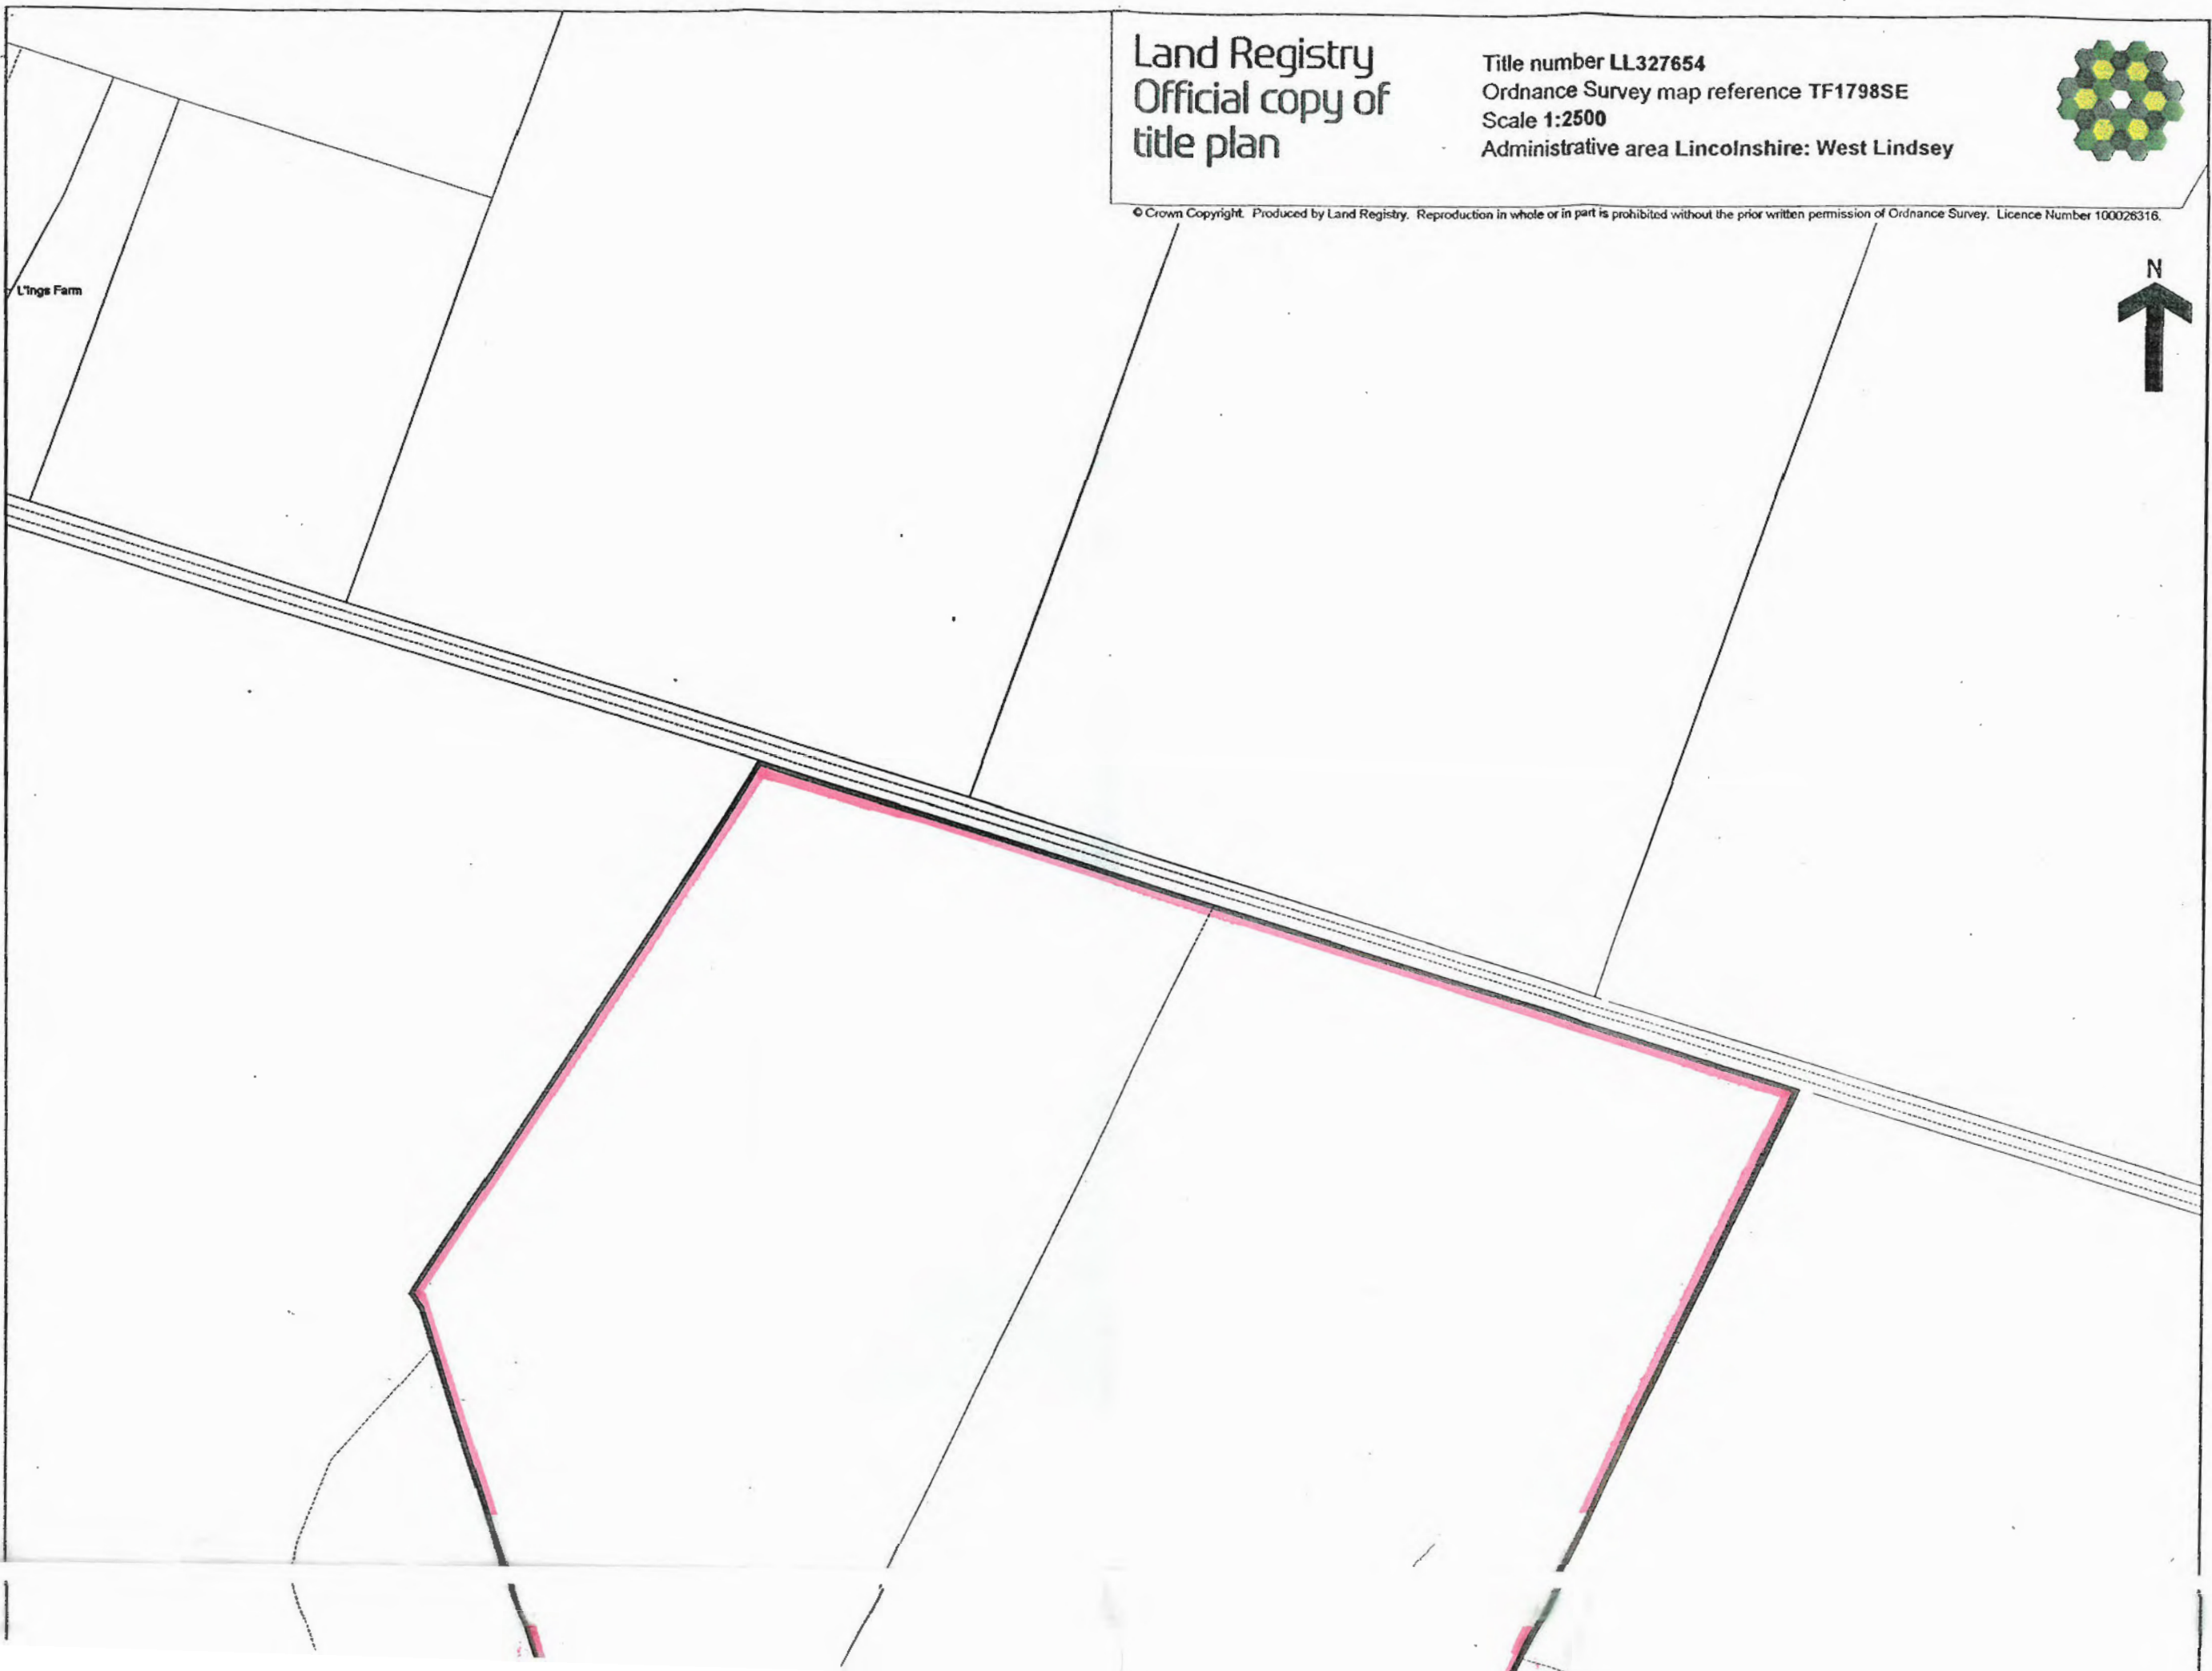 Land Registry
Official copy of
title plan
Title number LL327654
Ordnance Survey map reference TF1798SE
Scale 1:2500
Administrative area Lincolnshire: West Lindsey
© Crown Copyright. Produced by Land Registry. Reproduction in whole or in part is prohibited without the prior written permission of Ordnance Survey. Licence Number 100026316.
N
L'ings Farm